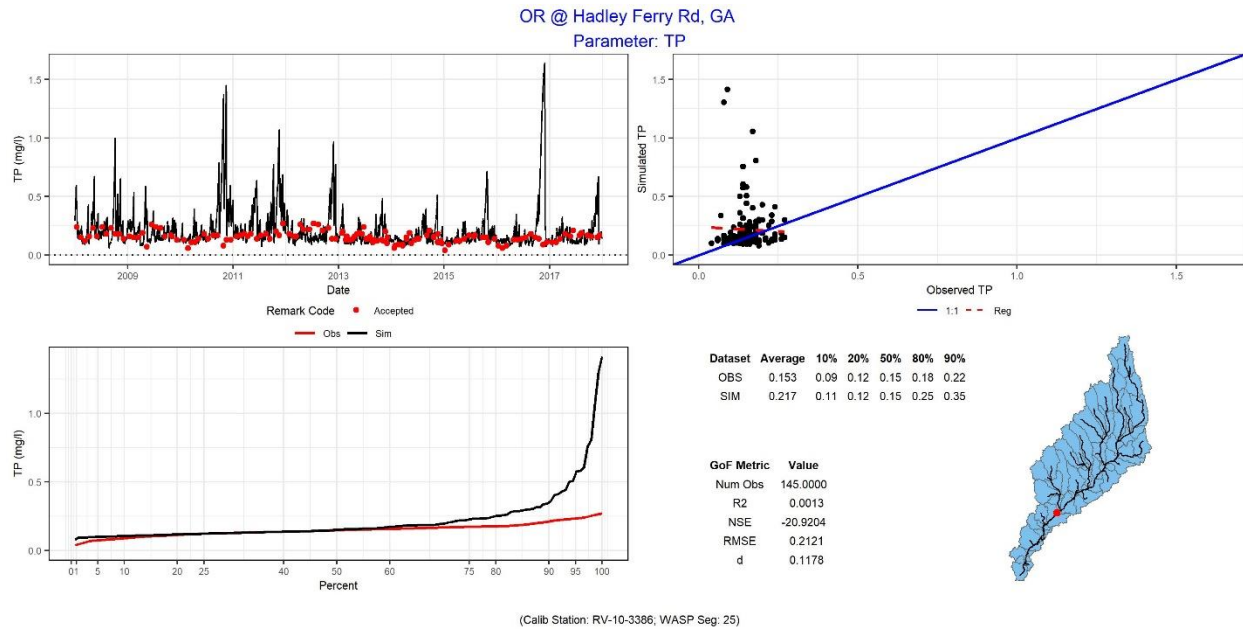 OR @ Hadley Ferry Rd, GA
Parameter: TP
TP (mg/l)
1.5
1.0
0.5
0.0
2009 2011 2013 2015 2017
Date
Remark Code Accepted
Obs Sim
Simulated TP
1.5
1.0
0.5
0.0
0.0 0.5 1.0 1.5
Observed TP
1:1 Reg
TP (mg/l)
1.0
0.5
0.0
0 1 5 10 20 25 40 50 60 75 80 90 95 100
Percent
Dataset Average 10% 20% 50% 80% 90%
OBS 0.153 0.09 0.12 0.15 0.18 0.22
SIM 0.217 0.11 0.12 0.15 0.25 0.35
GoF Metric Value
Num Obs 145.0000
R2 0.0013
NSE -20.9204
RMSE 0.2121
d 0.1178
(Calib Station: RV-10-3386; WASP Seg: 25)